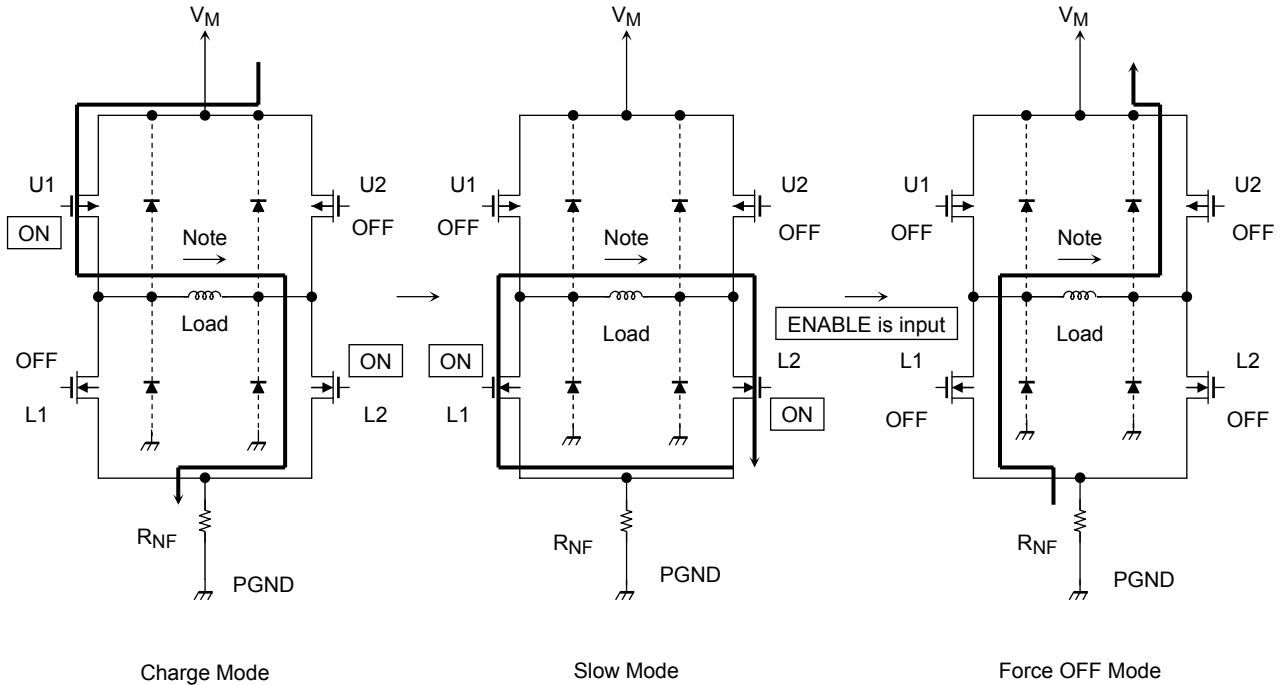 VM
VM
VM
U1
U2
ON
OFF
Note
Load
OFF
ON
L1
L2
RNF
PGND
Charge Mode
U1
U2
OFF
OFF
Note
Load
ON
L2
L1
ON
RNF
PGND
Slow Mode
ENABLE is input
U1
U2
OFF
OFF
Note
Load
L1
L2
OFF
OFF
RNF
PGND
Force OFF Mode